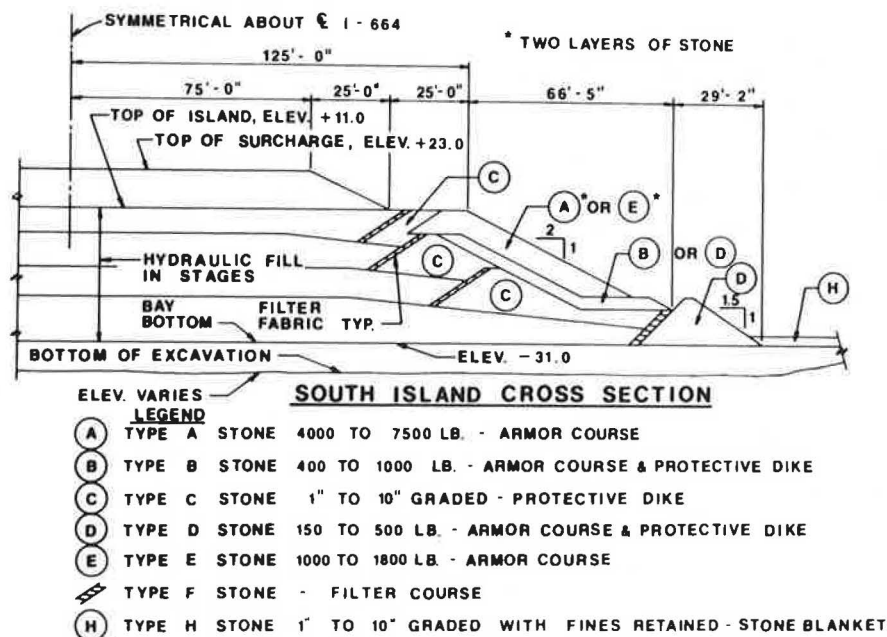 SYMMETRICAL ABOUT ℄ I - 664
* TWO LAYERS OF STONE
125'- 0"
75'- 0"
25'- 0"
25'- 0"
66'- 5"
29'- 2"
TOP OF ISLAND, ELEV. +11.0
TOP OF SURCHARGE, ELEV. +23.0
C
A * OR E *
2
1
B OR D
C
D
HYDRAULIC FILL
IN STAGES
C
1.5
1
H
BAY
BOTTOM
FILTER
FABRIC TYP.
BOTTOM OF EXCAVATION
ELEV. -31.0
ELEV. VARIES
SOUTH ISLAND CROSS SECTION
LEGEND
A TYPE A STONE 4000 TO 7500 LB. - ARMOR COURSE
B TYPE B STONE 400 TO 1000 LB. - ARMOR COURSE & PROTECTIVE DIKE
C TYPE C STONE 1" TO 10" GRADED - PROTECTIVE DIKE
D TYPE D STONE 150 TO 500 LB. - ARMOR COURSE & PROTECTIVE DIKE
E TYPE E STONE 1000 TO 1800 LB. - ARMOR COURSE
TYPE F STONE - FILTER COURSE
H TYPE H STONE 1" TO 10" GRADED WITH FINES RETAINED - STONE BLANKET